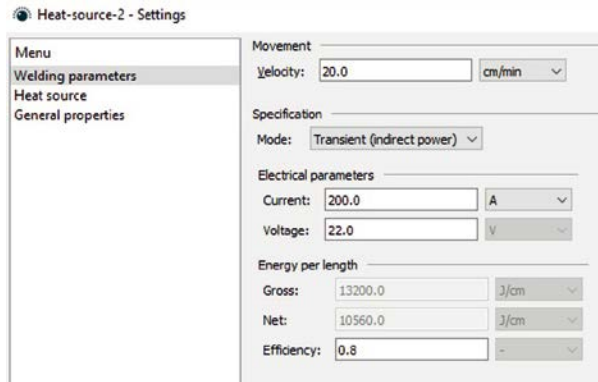 Heat-source-2 - Settings
Menu
Welding parameters
Heat source
General properties
Movement
Velocity: 20.0 cm/min
Specification
Mode: Transient (indirect power)
Electrical parameters
Current: 200.0 A
Voltage: 22.0 V
Energy per length
Gross: 13200.0 J/cm
Net: 10560.0 J/cm
Efficiency: 0.8 -